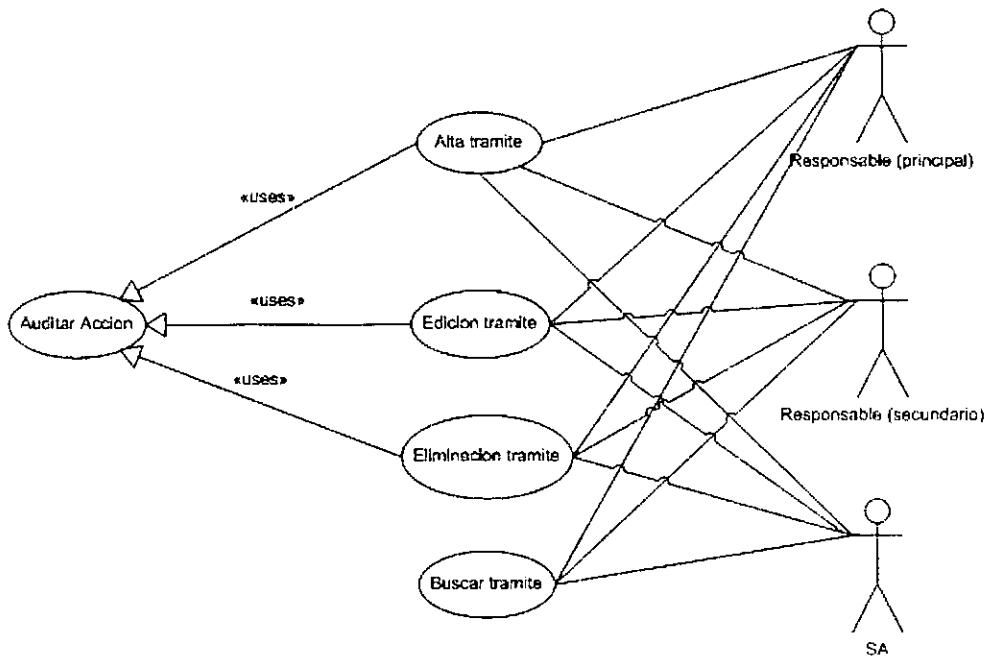 Alta tramite
Responsable (principal)
«uses»
«uses»
Auditar Accion
Edicion tramite
«uses»
Responsable (secundario)
Eliminacion tramite
Buscar tramite
SA